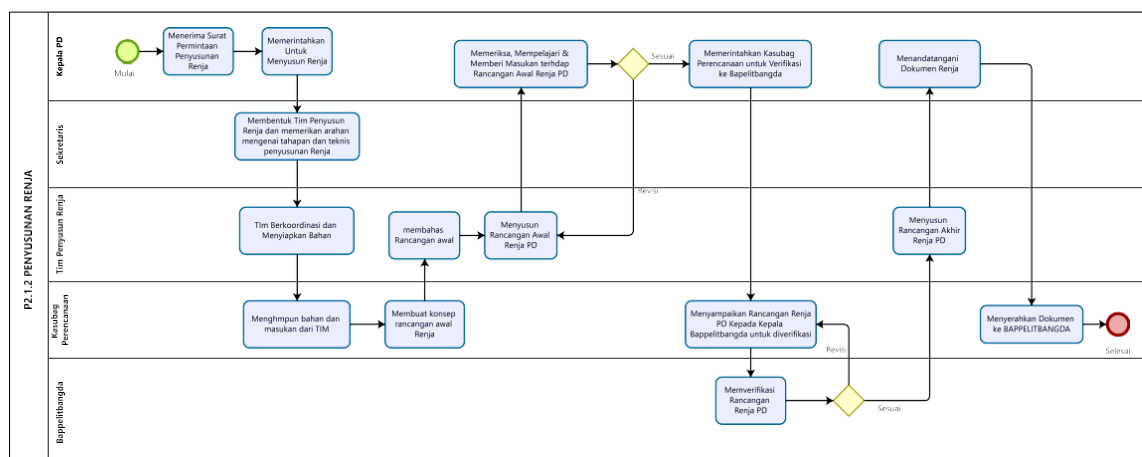 P2.1.2 PENYUSUNAN RENJA
Kepala PD
Mulai
Menerima Surat
Permintaan
Penyusunan
Renja
Memerintahkan
Untuk
Menyusun Renja
Memeriksa, Mempelajari &
Memberi Masukan terhdap
Rancangan Awal Renja PD
Sesuai
Memerintahkan Kasubag
Perencanaan untuk Verifikasi
ke Bapelitbangda
Menandatangani
Dokumen Renja
Sekretaris
Membentuk Tim Penyusun
Renja dan memerikan arahan
mengenai tahapan dan teknis
penyusunan Renja
Revisi
Tim Penyusun Renja
TIm Berkoordinasi dan
Menyiapkan Bahan
membahas
Rancangan awal
Menyusun
Rancangan Awal
Renja PD
Menyusun
Rancangan Akhir
Renja PD
Kasubag
Perencanaan
Menghmpun bahan dan
masukan dari TIM
Membuat konsep
rancangan awal
Renja
Menyampaikan Rancangan Renja
PD Kepada Kepala
Bappelitbangda untuk diverifikasi
Revisi
Menyerahkan Dokumen
ke BAPPELITBANGDA
Selesai
Bappelitbangda
Memverifikasi
Rancangan
Renja PD
Sesuai